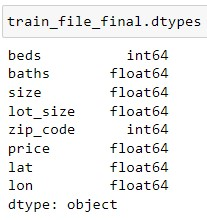 train_file_final.dtypes
beds int64
baths float64
size float64
lot_size float64
zip_code int64
price float64
lat float64
lon float64
dtype: object